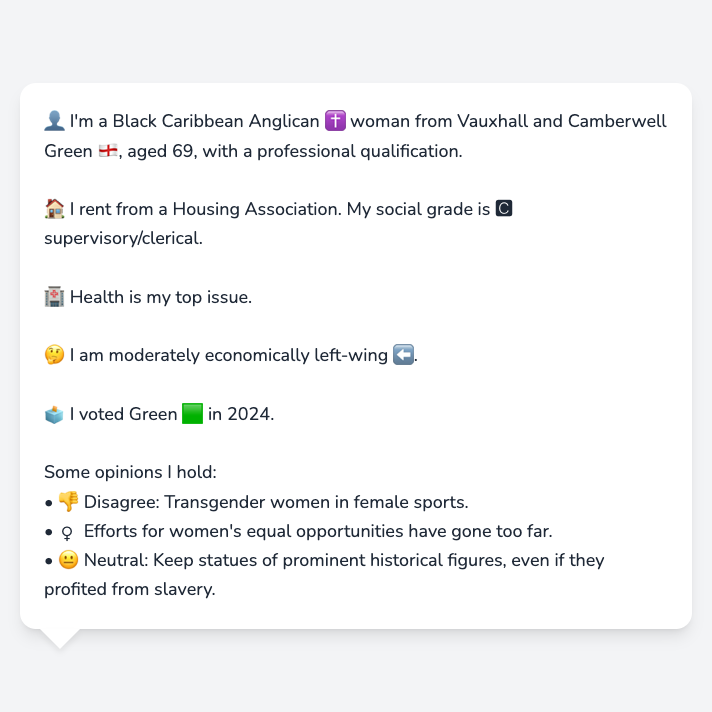 👤 I'm a Black Caribbean Anglican ✝️ woman from Vauxhall and Camberwell
Green 🏴󠁧󠁢󠁥󠁮󠁧󠁿, aged 69, with a professional qualification.
🏠 I rent from a Housing Association. My social grade is 🅲
supervisory/clerical.
🏥 Health is my top issue.
🤔 I am moderately economically left-wing ⬅️.
🗳️ I voted Green 🟩 in 2024.
Some opinions I hold:
• 👎 Disagree: Transgender women in female sports.
• ♀ Efforts for women's equal opportunities have gone too far.
• 😐 Neutral: Keep statues of prominent historical figures, even if they
profited from slavery.